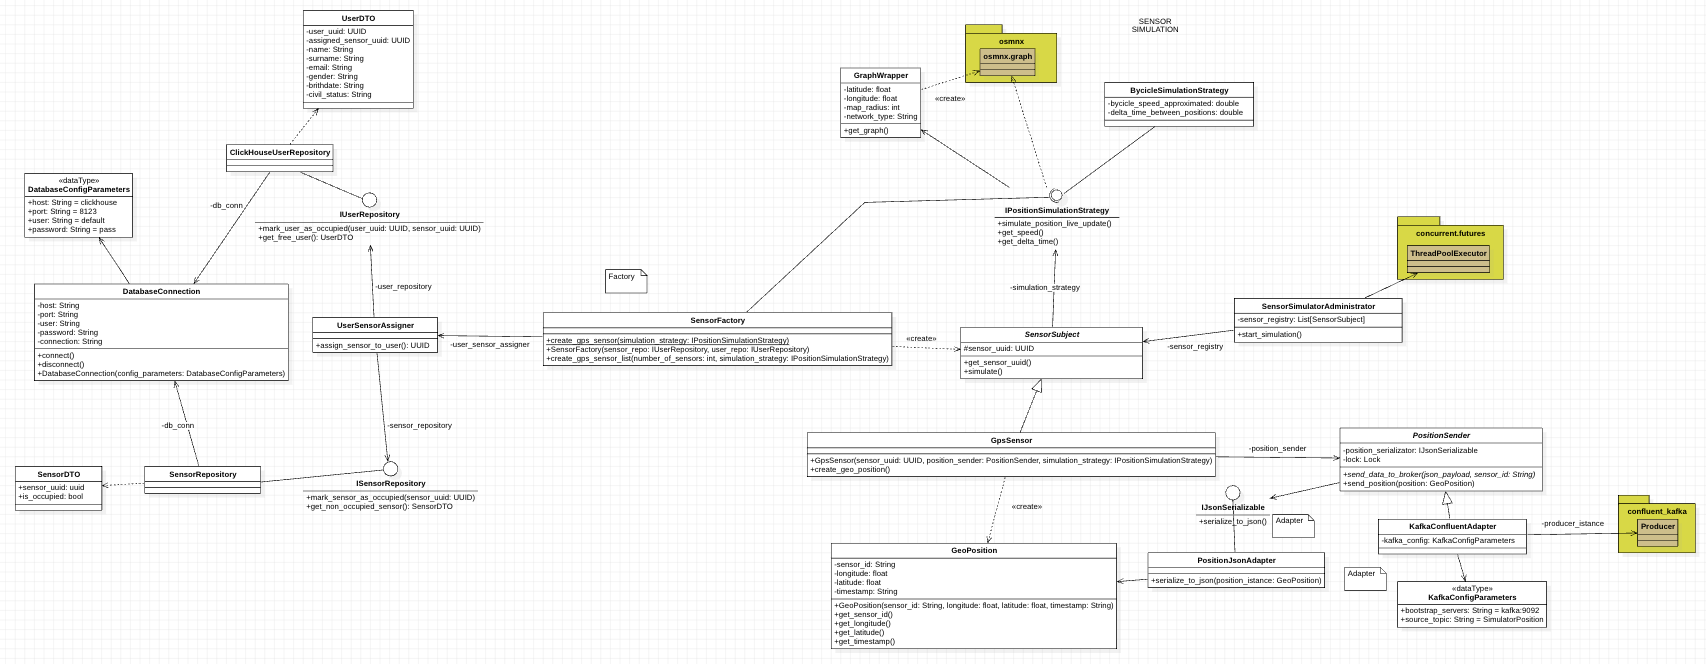 UserDTO
-user_uuid: UUID
-assigned_sensor_uuid: UUID
-name: String
-surname: String
-email: String
-gender: String
-brithdate: String
-civil_status: String
SENSOR
SIMULATION
osmnx
osmnx.graph
GraphWrapper
-latitude: float
-longitude: float
-map_radius: int
-network_type: String
+get_graph()
«create»
BycicleSimulationStrategy
-bycicle_speed_approximated: double
-delta_time_between_positions: double
ClickHouseUserRepository
«dataType»
DatabaseConfigParameters
+host: String = clickhouse
+port: String = 8123
+user: String = default
+password: String = pass
-db_conn
IUserRepository
+mark_user_as_occupied(user_uuid: UUID, sensor_uuid: UUID)
+get_free_user(): UserDTO
IPositionSimulationStrategy
+simulate_position_live_update()
+get_speed()
+get_delta_time()
concurrent.futures
ThreadPoolExecutor
Factory
-user_repository
-simulation_strategy
DatabaseConnection
-host: String
-port: String
-user: String
-password: String
-connection: String
+connect()
+disconnect()
+DatabaseConnection(config_parameters: DatabaseConfigParameters)
UserSensorAssigner
+assign_sensor_to_user(): UUID
-user_sensor_assigner
SensorFactory
+create_gps_sensor(simulation_strategy: IPositionSimulationStrategy)
+SensorFactory(sensor_repo: IUserRepository, user_repo: IUserRepository)
+create_gps_sensor_list(number_of_sensors: int, simulation_strategy: IPositionSimulationStrategy)
«create»
SensorSubject
#sensor_uuid: UUID
+get_sensor_uuid()
+simulate()
SensorSimulatorAdministrator
-sensor_registry: List[SensorSubject]
+start_simulation()
-sensor_registry
-db_conn
-sensor_repository
SensorDTO
+sensor_uuid: uuid
+is_occupied: bool
SensorRepository
ISensorRepository
+mark_sensor_as_occupied(sensor_uuid: UUID)
+get_non_occupied_sensor(): SensorDTO
GpsSensor
+GpsSensor(sensor_uuid: UUID, position_sender: PositionSender, simulation_strategy: IPositionSimulationStrategy)
+create_geo_position()
-position_sender
PositionSender
-position_serializator: IJsonSerializable
-lock: Lock
+send_data_to_broker(json_payload, sensor_id: String)
+send_position(position: GeoPosition)
«create»
IJsonSerializable
+serialize_to_json()
Adapter
KafkaConfluentAdapter
-kafka_config: KafkaConfigParameters
-producer_istance
confluent_kafka
Producer
GeoPosition
-sensor_id: String
-longitude: float
-latitude: float
-timestamp: String
+GeoPosition(sensor_id: String, longitude: float, latitude: float, timestamp: String)
+get_sensor_id()
+get_longitude()
+get_latitude()
+get_timestamp()
PositionJsonAdapter
+serialize_to_json(position_istance: GeoPosition)
Adapter
«dataType»
KafkaConfigParameters
+bootstrap_servers: String = kafka:9092
+source_topic: String = SimulatorPosition